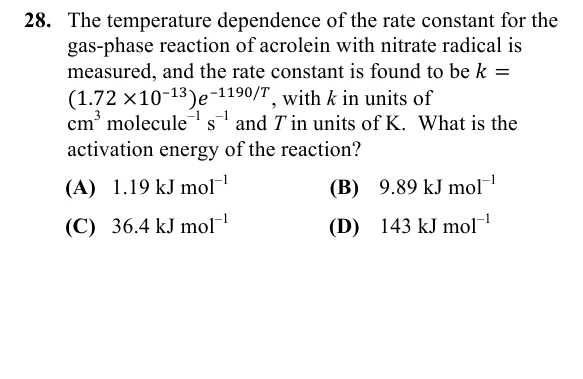 28. The temperature dependence of the rate constant for the
gas-phase reaction of acrolein with nitrate radical is
measured, and the rate constant is found to be k =
(1.72 ×10⁻¹³)e⁻¹¹⁹⁰/ᵀ, with k in units of
cm³ molecule⁻¹ s⁻¹ and T in units of K. What is the
activation energy of the reaction?
(A) 1.19 kJ mol⁻¹ (B) 9.89 kJ mol⁻¹
(C) 36.4 kJ mol⁻¹ (D) 143 kJ mol⁻¹